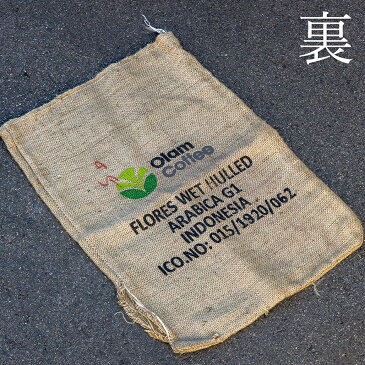 裏
Olam
Coffee
FLORES WET HULLED
ARABICA G1
INDONESIA
ICO.NO: 015/1920/062